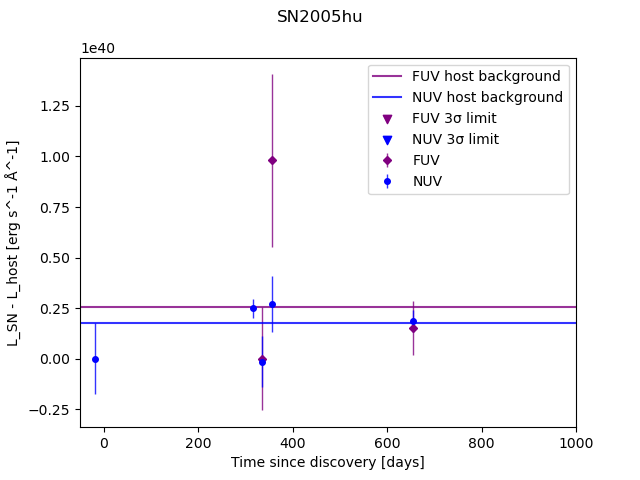 SN2005hu
1e40
FUV host background
NUV host background
FUV 3σ limit
NUV 3σ limit
FUV
NUV
L_SN - L_host [erg s^-1 Å^-1]
1.25
1.00
0.75
0.50
0.25
0.00
−0.25
0
200
400
600
800
1000
Time since discovery [days]